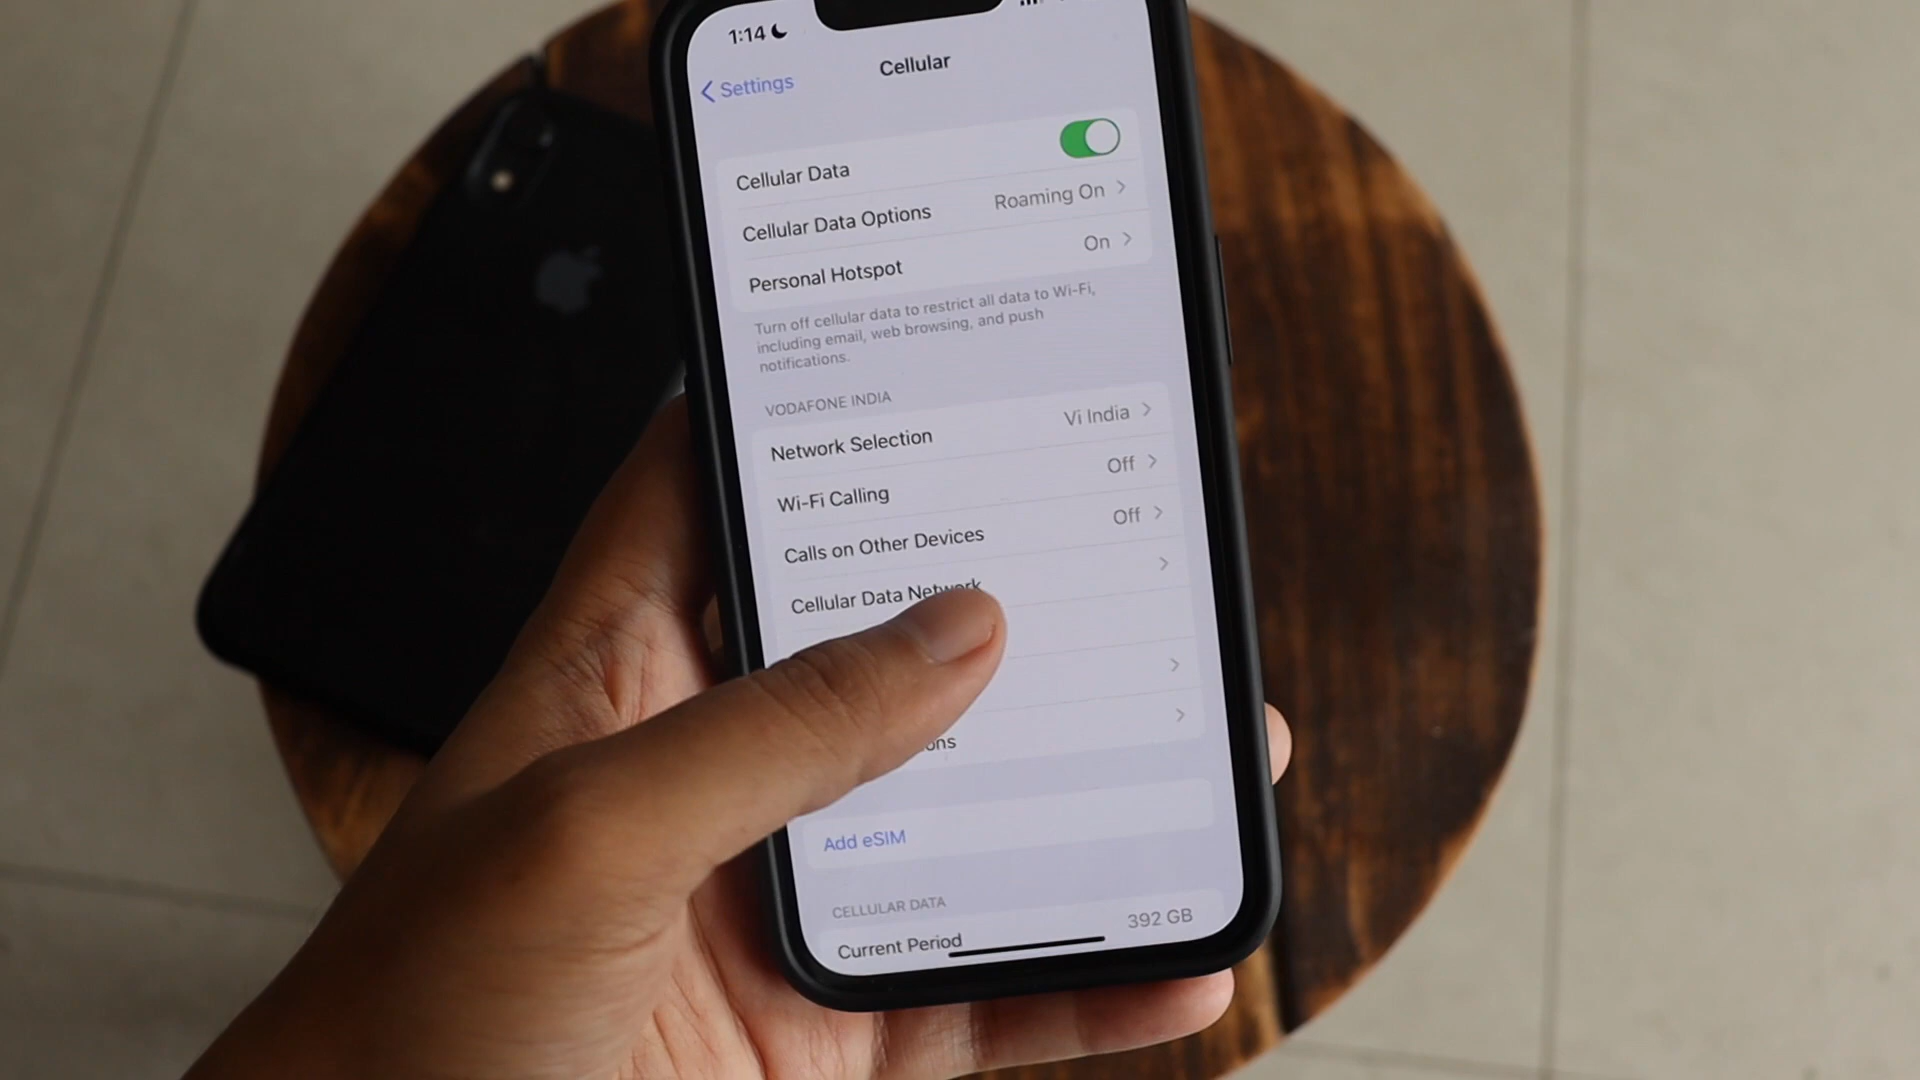 1:14
Settings
Cellular
Cellular Data
Cellular Data Options Roaming On
Personal Hotspot On
Turn off cellular data to restrict all data to Wi-Fi,
including email, web browsing, and push
notifications.
VODAFONE INDIA
Network Selection Vi India
Wi-Fi Calling Off
Calls on Other Devices Off
Cellular Data Network
Add eSIM
CELLULAR DATA
Current Period 392 GB